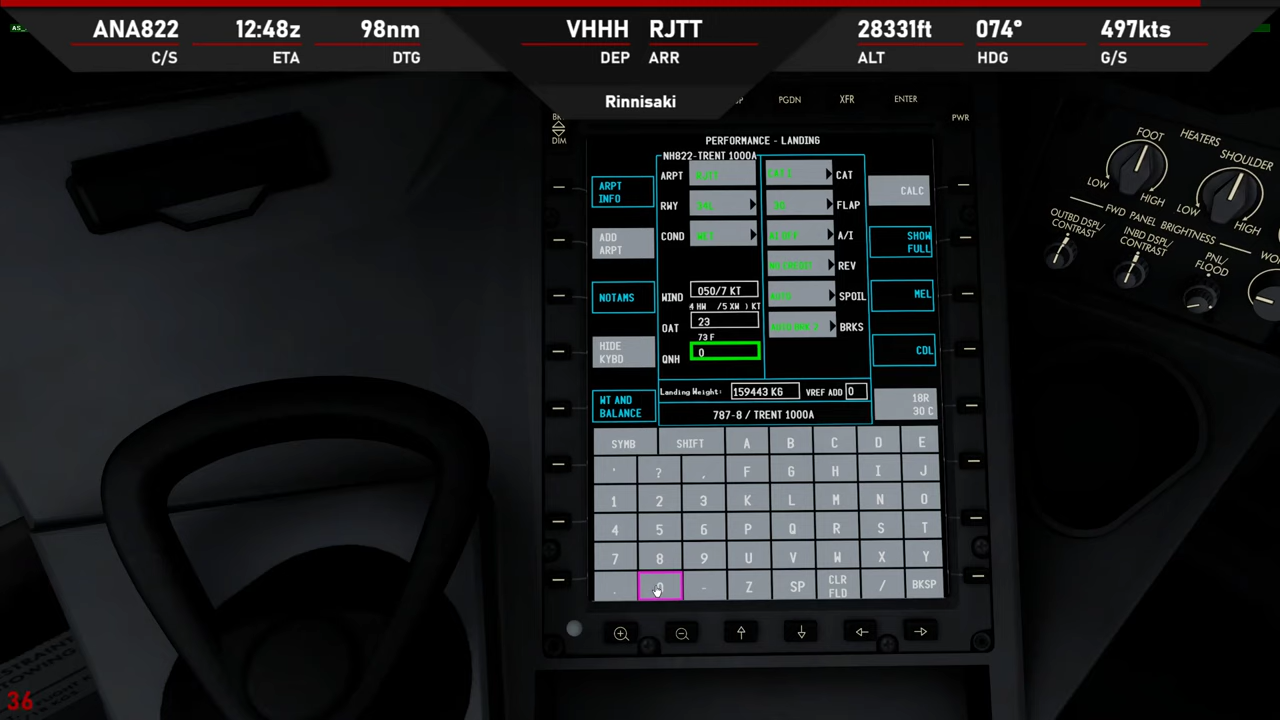 ANA822 12:48z 98nm VHHH RJTT 28331ft 074° 497kts
C/S ETA DTG DEP ARR ALT HDG G/S
Rinnisaki
PGDN XFR ENTER
DIM PWR
PERFORMANCE - LANDING
NH822-TRENT 1000A
ARPT INFO
ARPT RJTT CAT
RWY FLAP
COND A/I
REV
WIND 050/7 KT SPOIL
4 HW /5 XW ) KT
OAT 23 BRKS
73 F
QNH 0
ADD ARPT
NOTAMS
HIDE KYBD
WT AND BALANCE
CALC
SHOW FULL
MEL
CDL
18R
30 C
Landing Weight: 159443 KG VREF ADD 0
787-8 / TRENT 1000A
SYMB SHIFT A B C D E
' ? , F G H I J
1 2 3 K L M N O
4 5 6 P Q R S T
7 8 9 U V W X Y
. 0 - Z SP CLR FLD / BKSP
HEATERS
FOOT SHOULDER
LOW HIGH LOW HIGH
FWD PANEL BRIGHTNESS
OUTBD DSPL/ CONTRAST
INBD DSPL/ CONTRAST
PNL/ FLOOD
36